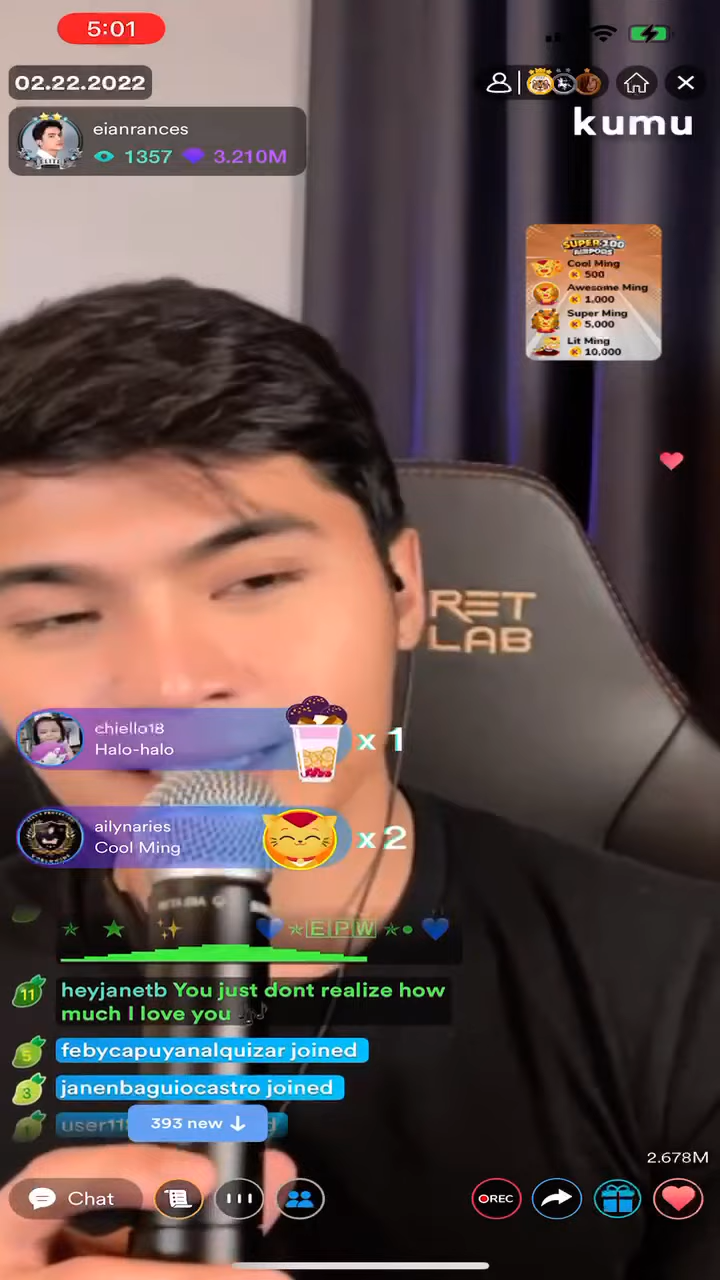 5:01
02.22.2022
eianrances
1357 3.210M
kumu
SUPER 200
AIRPODS
Cool Ming
500
Awesome Ming
1,000
Super Ming
5,000
Lit Ming
10,000
RET
LAB
chiello18
Halo-halo
x 1
ailynaries
Cool Ming
x 2
EPW
11 heyjanetb You just dont realize how
much I love you 🎶
5 febycapuyanalquizar joined
3 janenbaguiocastro joined
393 new ↓
2.678M
Chat
REC